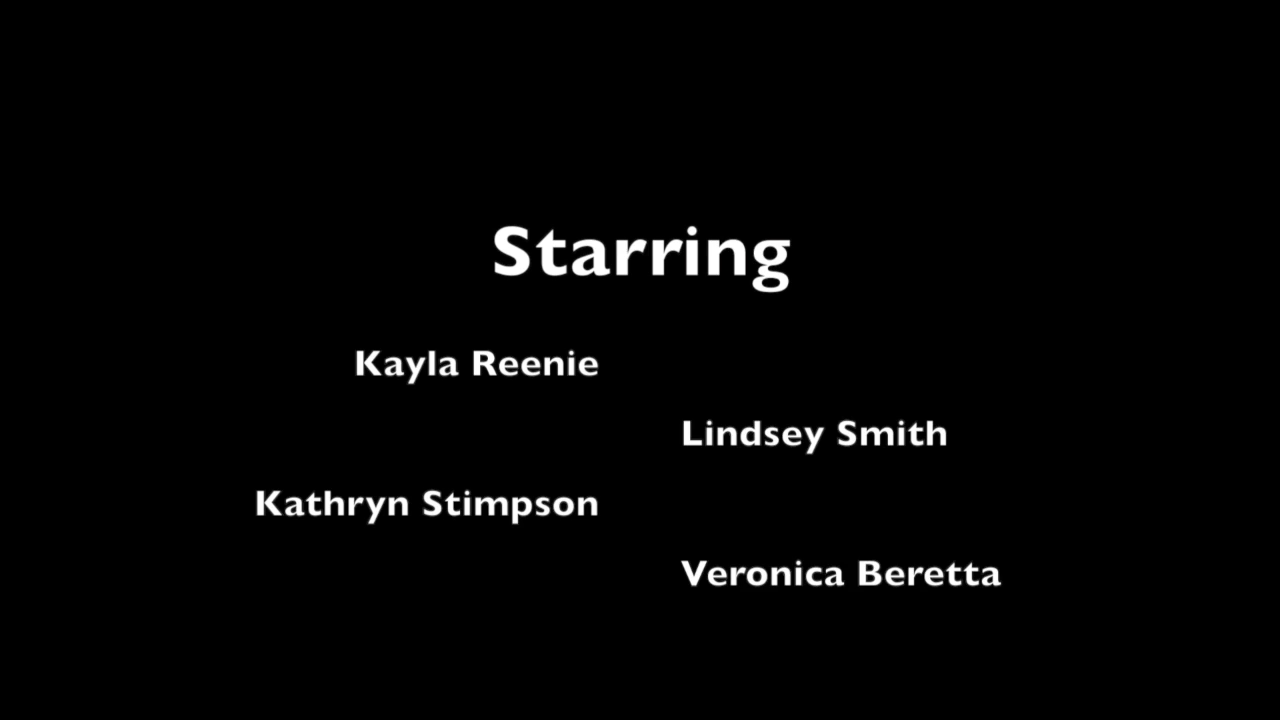 Starring
Kayla Reenie
Lindsey Smith
Kathryn Stimpson
Veronica Beretta